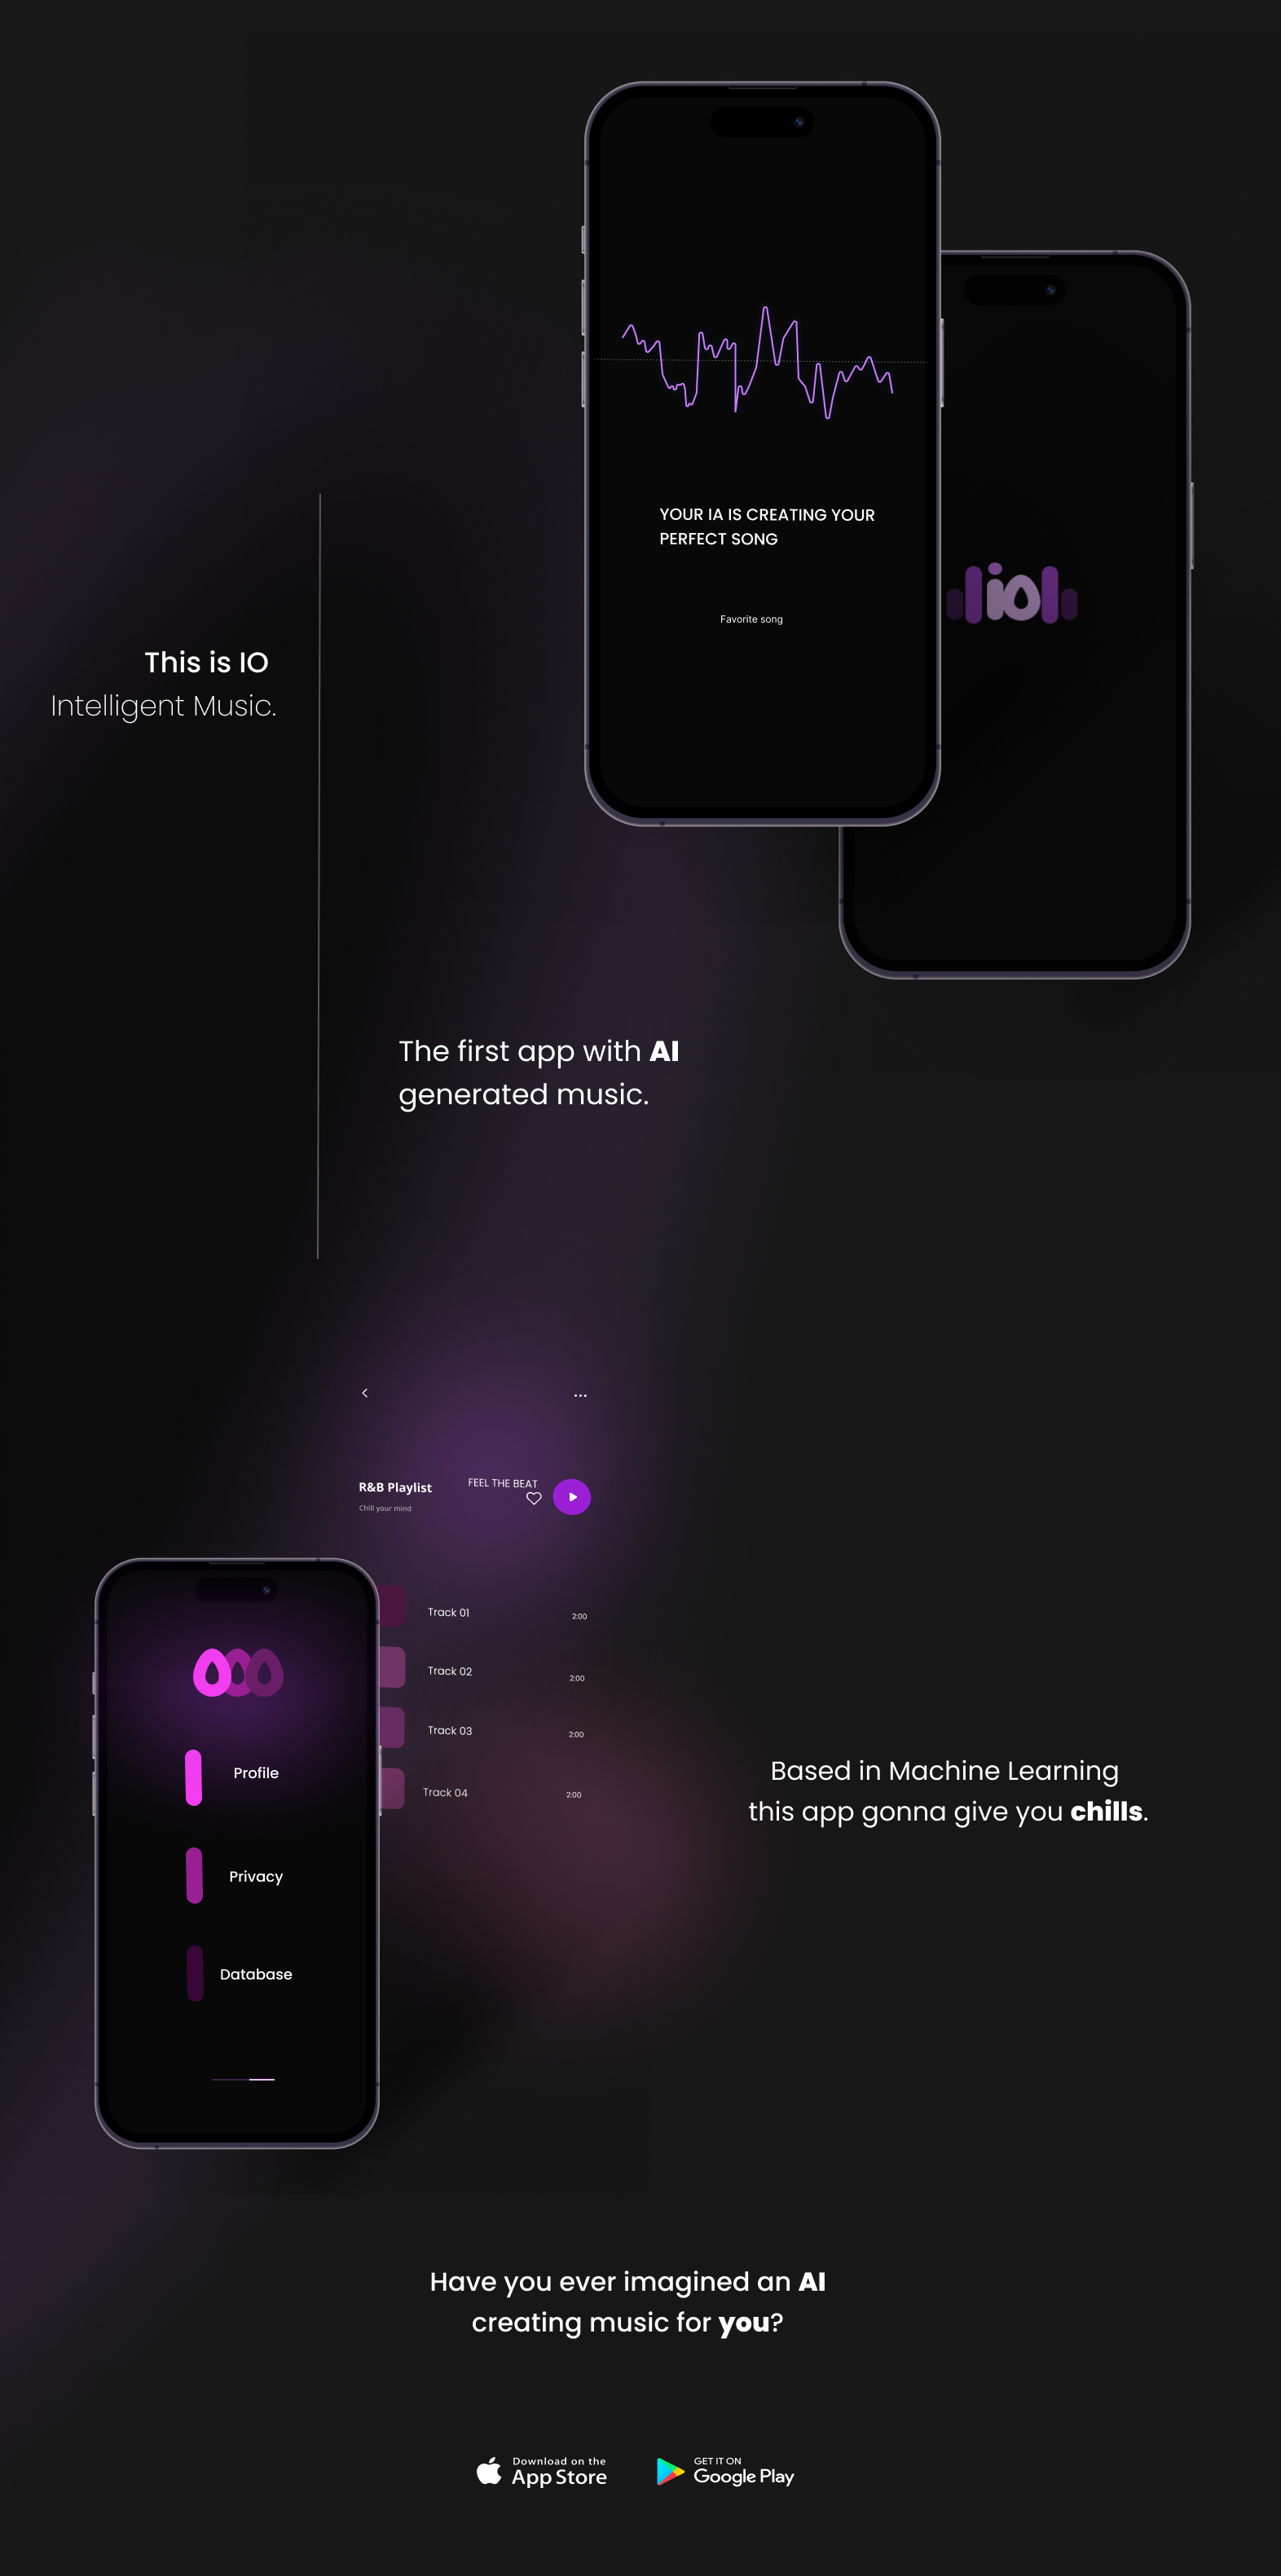 YOUR IA IS CREATING YOUR
PERFECT SONG
Favorite song
io
This is IO
Intelligent Music.
The first app with AI
generated music.
R&B Playlist
FEEL THE BEAT
Chill your mind
Track 01
2:00
Track 02
2:00
Track 03
2:00
Track 04
2:00
Profile
Privacy
Database
Based in Machine Learning
this app gonna give you chills.
Have you ever imagined an AI
creating music for you?
Download on the
App Store
GET IT ON
Google Play